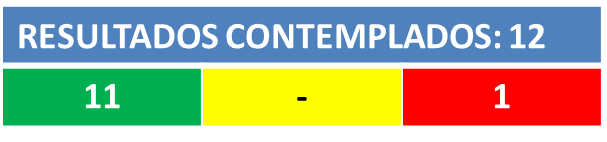 RESULTADOS CONTEMPLADOS: 12
11 - 1